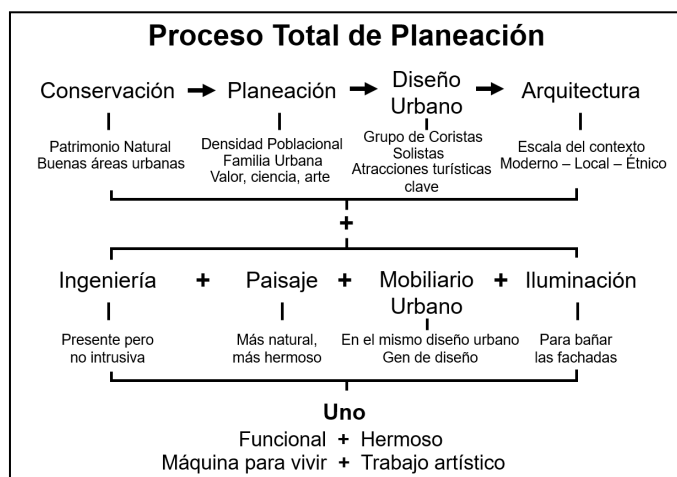 Proceso Total de Planeación
Conservación → Planeación → Diseño Urbano → Arquitectura
Patrimonio Natural
Buenas áreas urbanas
Densidad Poblacional
Familia Urbana
Valor, ciencia, arte
Grupo de Coristas
Solistas
Atracciones turísticas
clave
Escala del contexto
Moderno – Local – Étnico
+
Ingeniería + Paisaje + Mobiliario Urbano + Iluminación
Presente pero
no intrusiva
Más natural,
más hermoso
En el mismo diseño urbano
Gen de diseño
Para bañar
las fachadas
Uno
Funcional + Hermoso
Máquina para vivir + Trabajo artístico